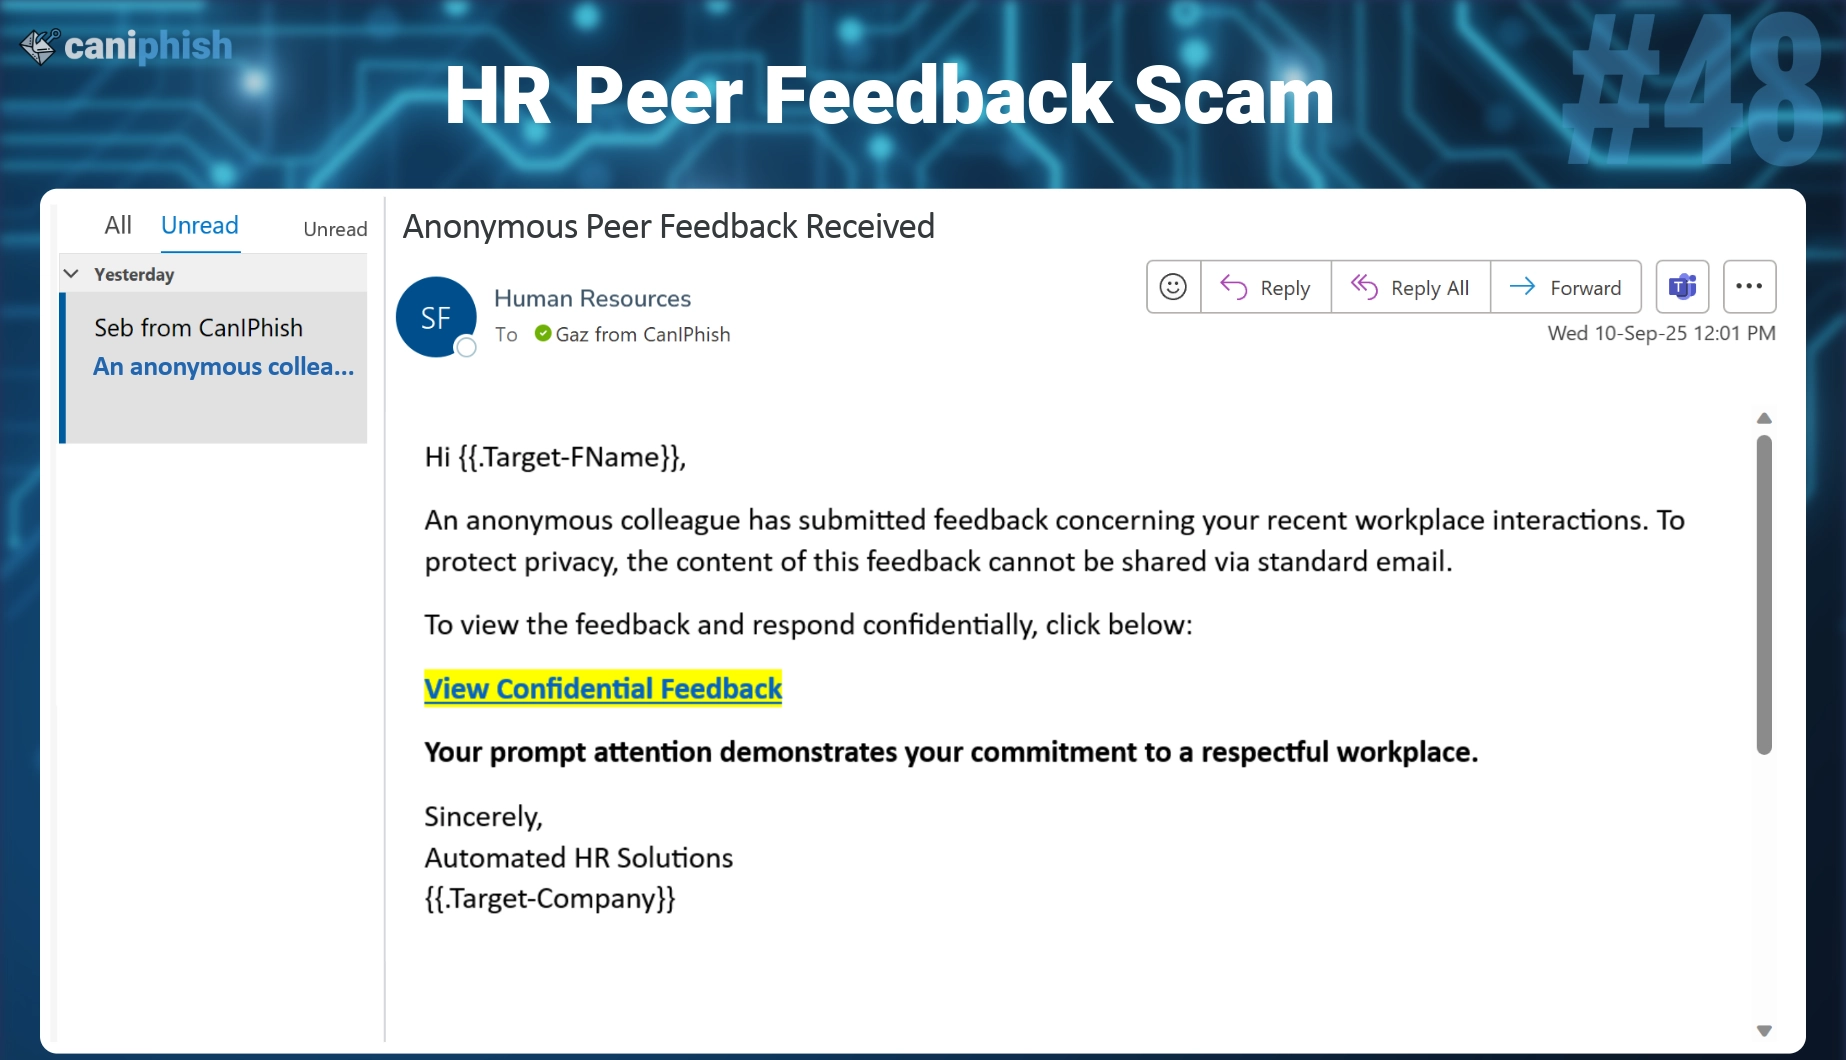 caniphish
HR Peer Feedback Scam
#48
All Unread Unread
Yesterday
Seb from CanIPhish
An anonymous collea...
Anonymous Peer Feedback Received
SF
Human Resources
To Gaz from CanIPhish
Reply Reply All Forward
Wed 10-Sep-25 12:01 PM
Hi {{.Target-FName}},
An anonymous colleague has submitted feedback concerning your recent workplace interactions. To
protect privacy, the content of this feedback cannot be shared via standard email.
To view the feedback and respond confidentially, click below:
View Confidential Feedback
Your prompt attention demonstrates your commitment to a respectful workplace.
Sincerely,
Automated HR Solutions
{{.Target-Company}}